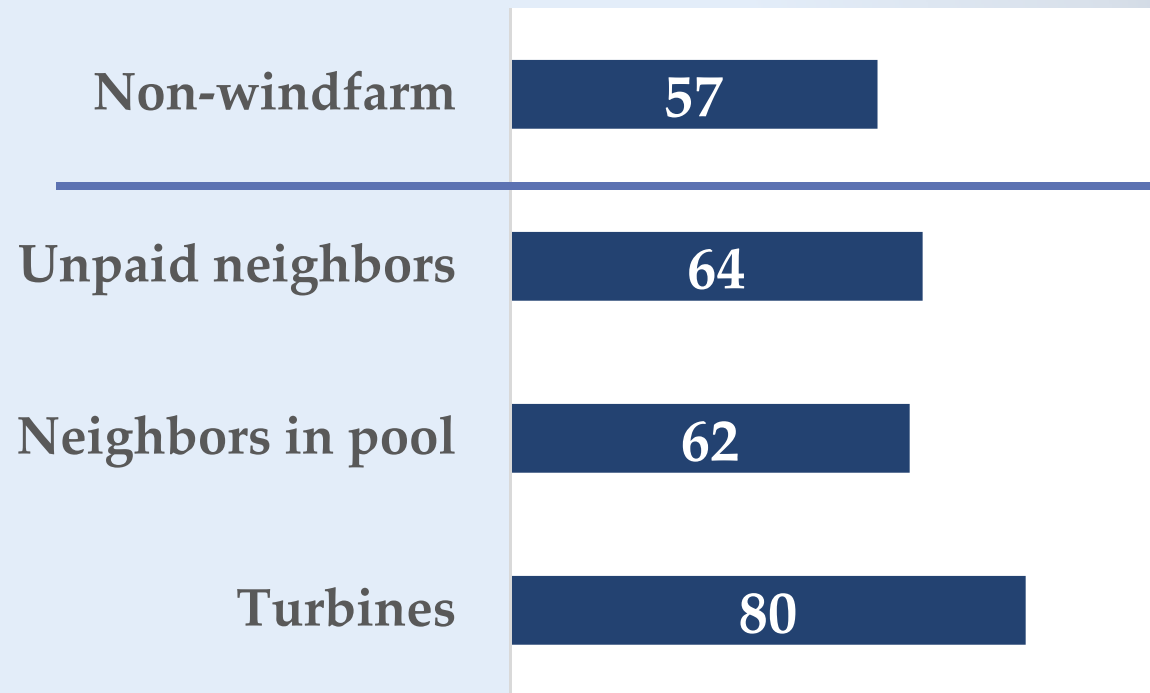 Non-windfarm 57
Unpaid neighbors 64
Neighbors in pool 62
Turbines 80